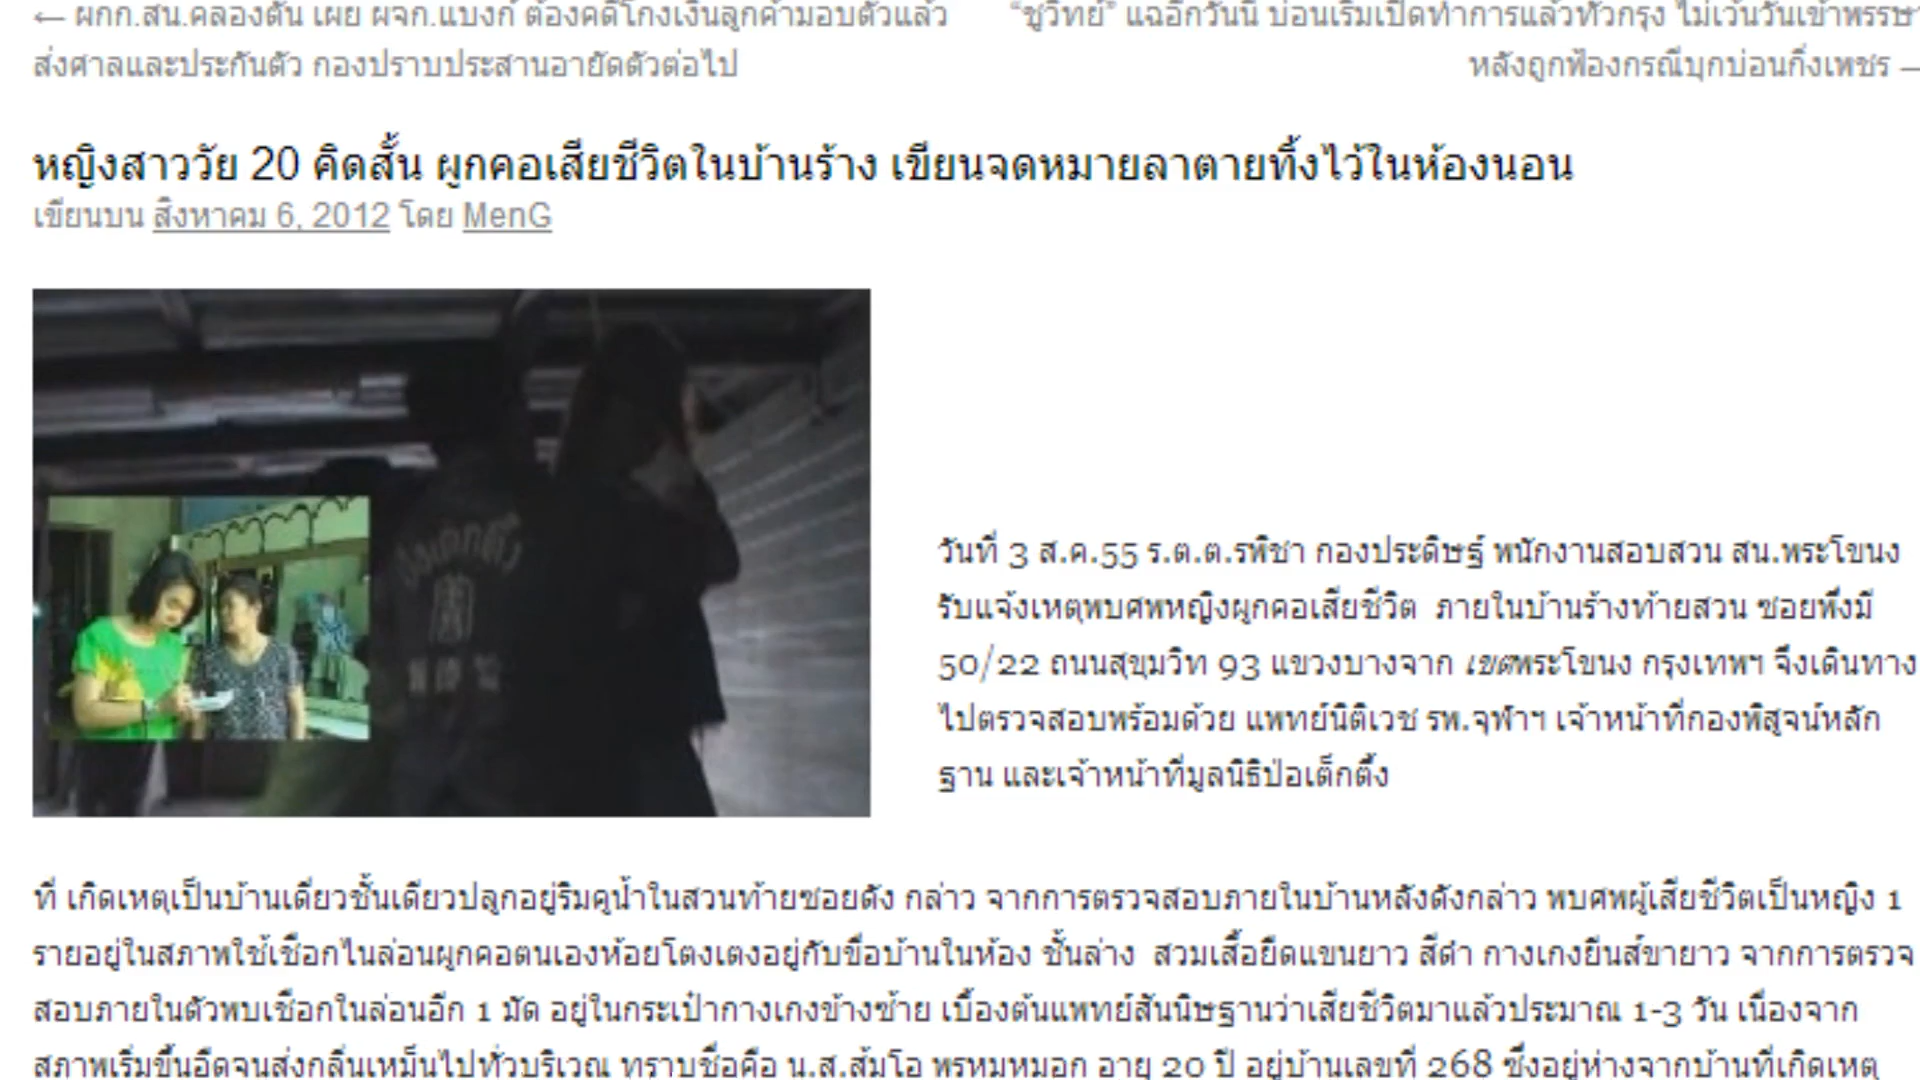 ← ผกก.สน.คลองตัน เผย ผจก.แบงก์ ต้องคดีโกงเงินลูกค้ามอบตัวแล้ว
ส่งศาลและประกันตัว กองปราบประสานอายัดตัวต่อไป
“ชูวิทย์” แฉอีกวันนี้ บ่อนเริ่มเปิดทำการแล้วทั่วกรุง ไม่เว้นวันเข้าพรรษา
หลังถูกฟ้องกรณีบุกบ่อนกิ่งเพชร →
หญิงสาววัย 20 คิดสั้น ผูกคอเสียชีวิตในบ้านร้าง เขียนจดหมายลาตายทิ้งไว้ในห้องนอน
เขียนบน สิงหาคม 6, 2012 โดย MenG
ปอเต็กตึ๊ง
วันที่ 3 ส.ค.55 ร.ต.ต.รพิชา กองประดิษฐ์ พนักงานสอบสวน สน.พระโขนง
รับแจ้งเหตุพบศพหญิงผูกคอเสียชีวิต ภายในบ้านร้างท้ายสวน ซอยพึ่งมี
50/22 ถนนสุขุมวิท 93 แขวงบางจาก เขตพระโขนง กรุงเทพฯ จึงเดินทาง
ไปตรวจสอบพร้อมด้วย แพทย์นิติเวช รพ.จุฬาฯ เจ้าหน้าที่กองพิสูจน์หลัก
ฐาน และเจ้าหน้าที่มูลนิธิป่อเต็กตึ๊ง
ที่ เกิดเหตุเป็นบ้านเดี่ยวชั้นเดียวปลูกอยู่ริมคูน้ำในสวนท้ายซอยดัง กล่าว จากการตรวจสอบภายในบ้านหลังดังกล่าว พบศพผู้เสียชีวิตเป็นหญิง 1
รายอยู่ในสภาพใช้เชือกไนล่อนผูกคอตนเองห้อยโตงเตงอยู่กับขื่อบ้านในห้อง ชั้นล่าง สวมเสื้อยืดแขนยาว สีดำ กางเกงยีนส์ขายาว จากการตรวจ
สอบภายในตัวพบเชือกในล่อนอีก 1 มัด อยู่ในกระเป๋ากางเกงข้างซ้าย เบื้องต้นแพทย์สันนิษฐานว่าเสียชีวิตมาแล้วประมาณ 1-3 วัน เนื่องจาก
สภาพเริ่มขึ้นอืดจนส่งกลิ่นเหม็นไปทั่วบริเวณ ทราบชื่อคือ น.ส.ส้มโอ พรหมหมอก อายุ 20 ปี อยู่บ้านเลขที่ 268 ซึ่งอยู่ห่างจากบ้านที่เกิดเหตุ